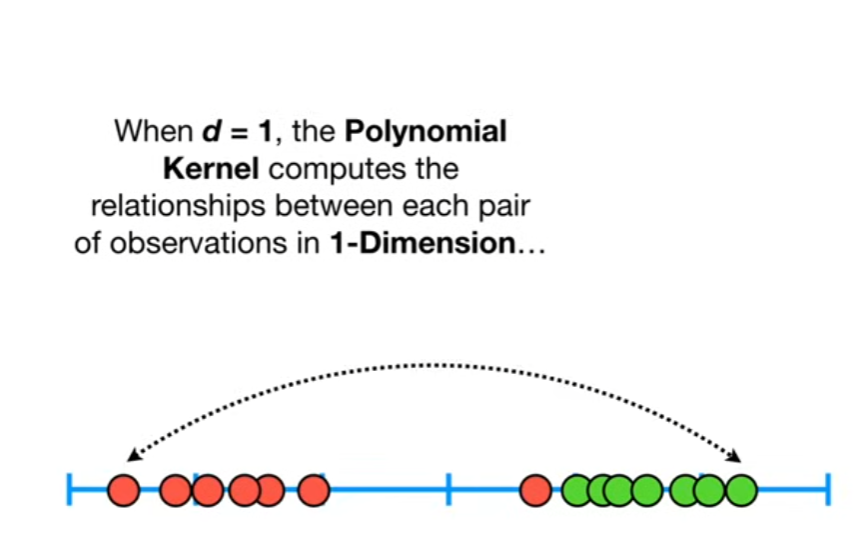 When d = 1, the Polynomial
Kernel computes the
relationships between each pair
of observations in 1-Dimension…